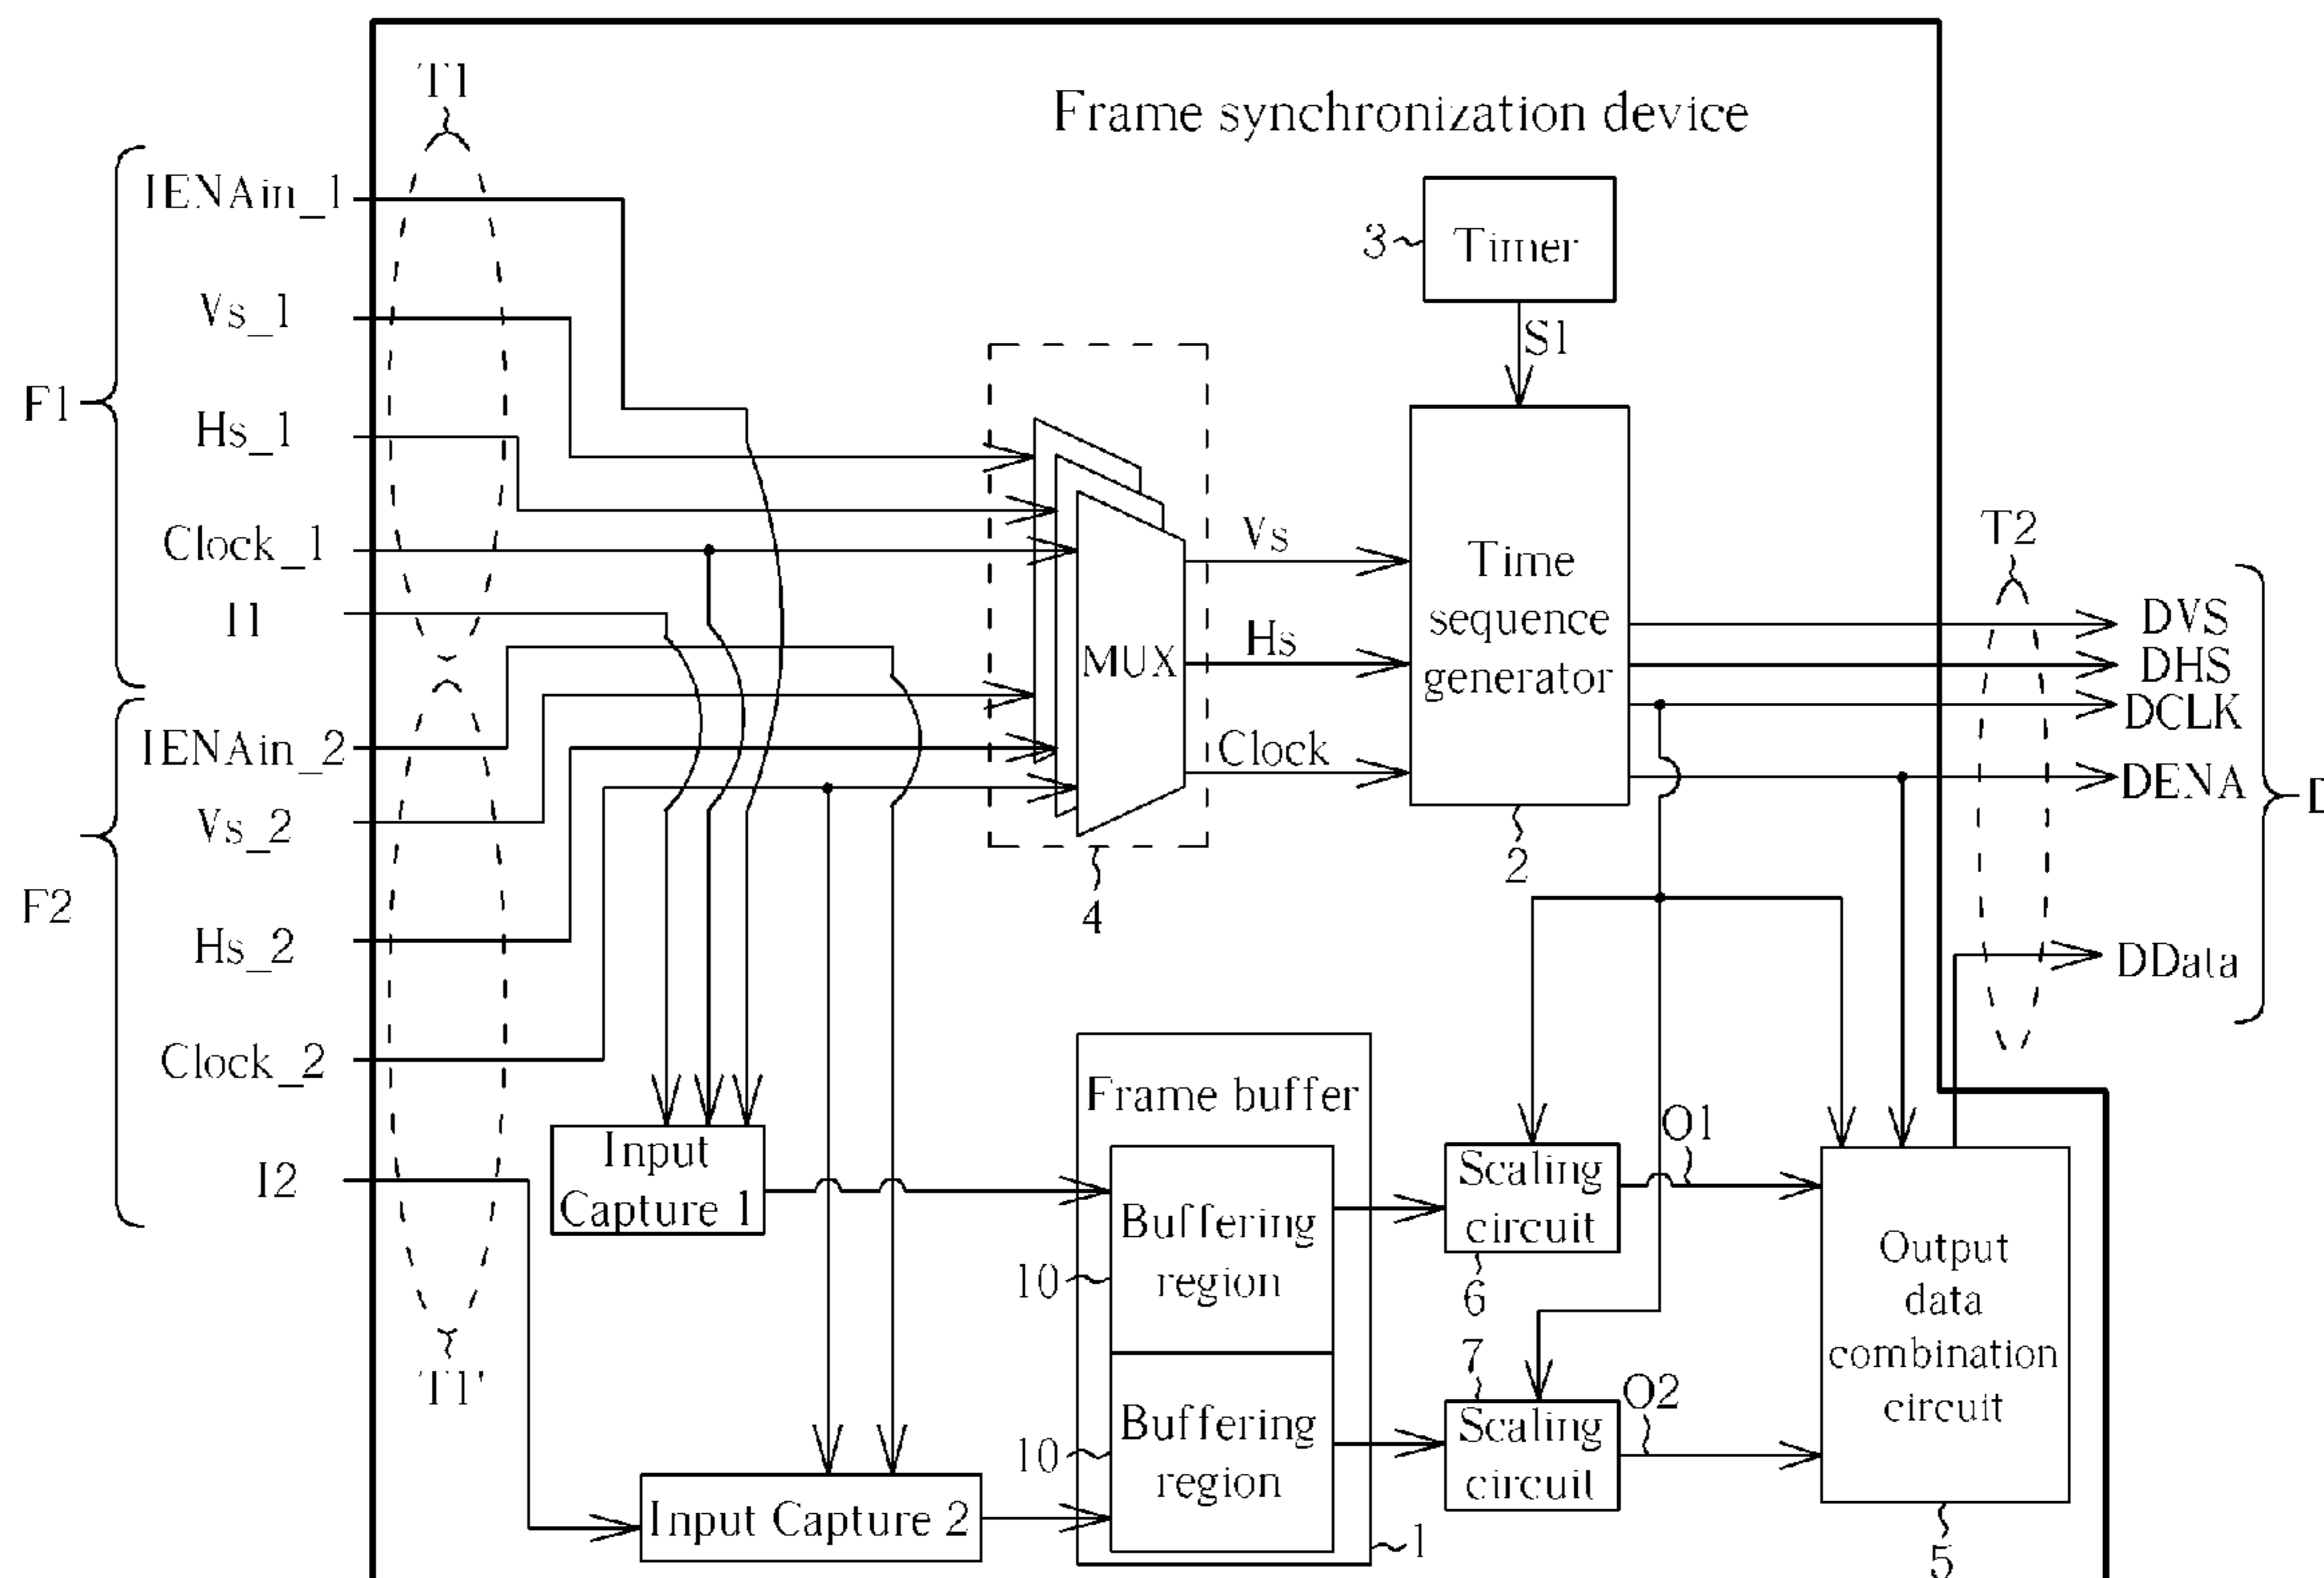 T1
Frame synchronization device
IENAin_1
3
Timer
Vs_1
S1
F1
Hs_1
Clock_1
I1
Vs
Hs
Clock
MUX
4
Time
sequence
generator
2
T2
DVS
DHS
DCLK
DENA
DData
IENAin_2
Vs_2
F2
Hs_2
Clock_2
I2
T1'
Input
Capture 1
Input Capture 2
Frame buffer
Buffering
region
10
Buffering
region
10
1
Scaling
circuit
6
O1
7
Scaling
circuit
O2
Output
data
combination
circuit
5